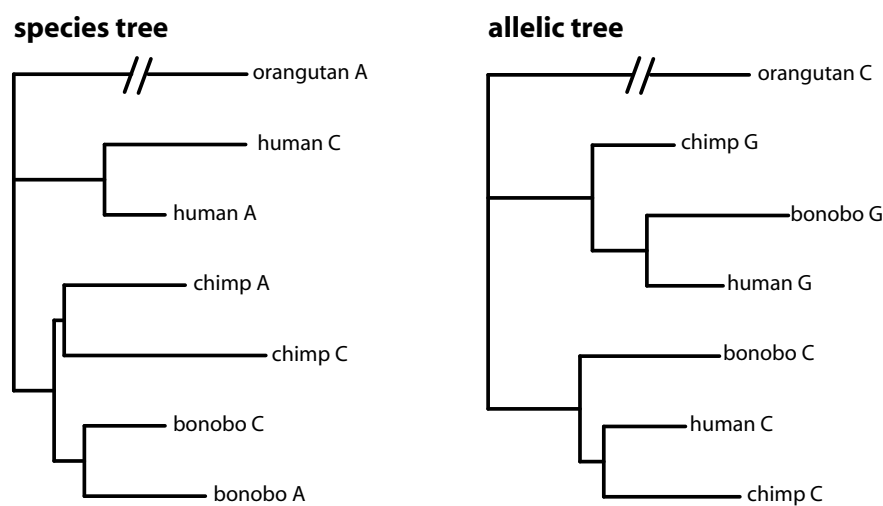 species tree
orangutan A
human C
human A
chimp A
chimp C
bonobo C
bonobo A
allelic tree
orangutan C
chimp G
bonobo G
human G
bonobo C
human C
chimp C